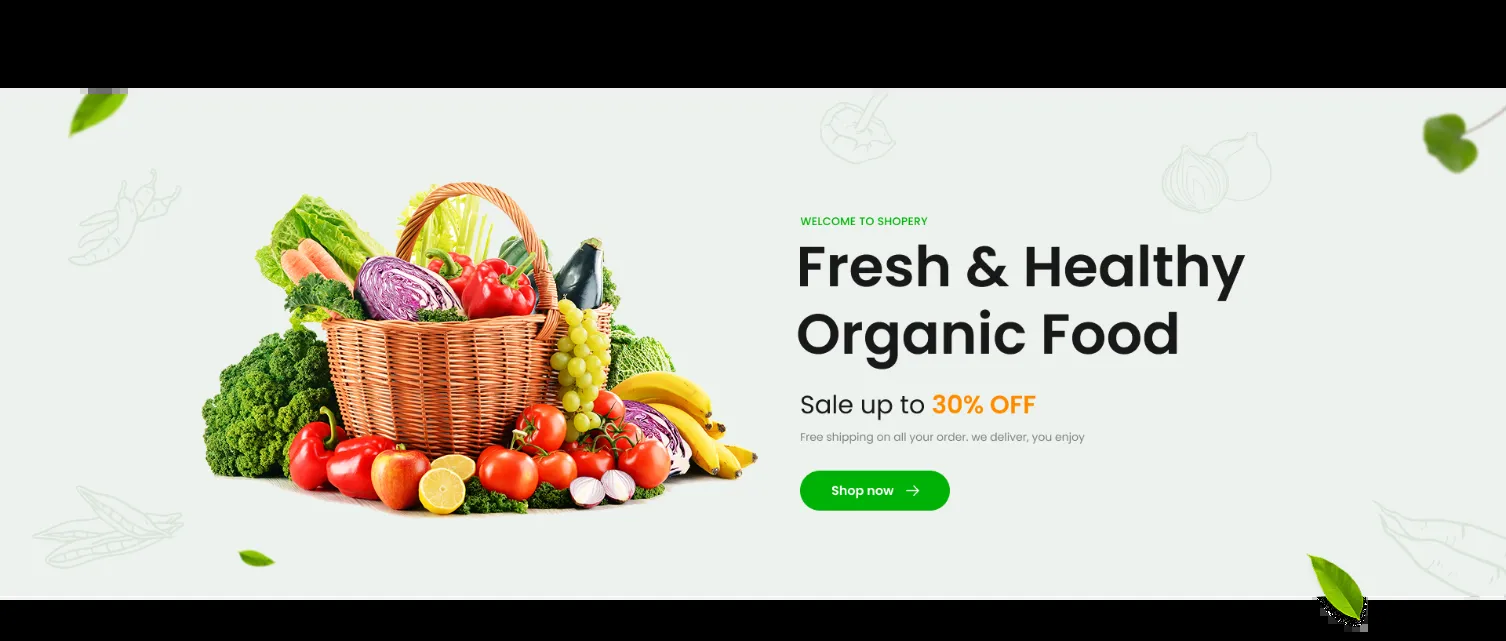 WELCOME TO SHOPERY
Fresh & Healthy
Organic Food
Sale up to 30% OFF
Free shipping on all your order. we deliver, you enjoy
Shop now →